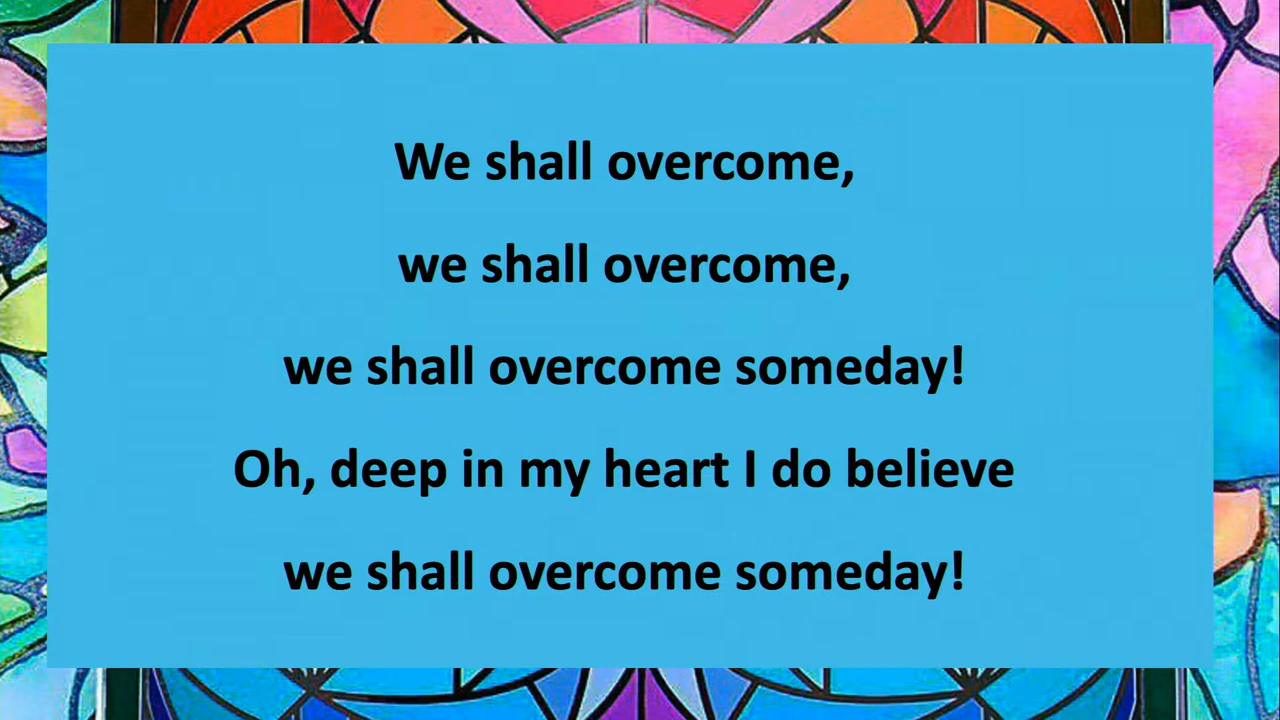 We shall overcome,
we shall overcome,
we shall overcome someday!
Oh, deep in my heart I do believe
we shall overcome someday!